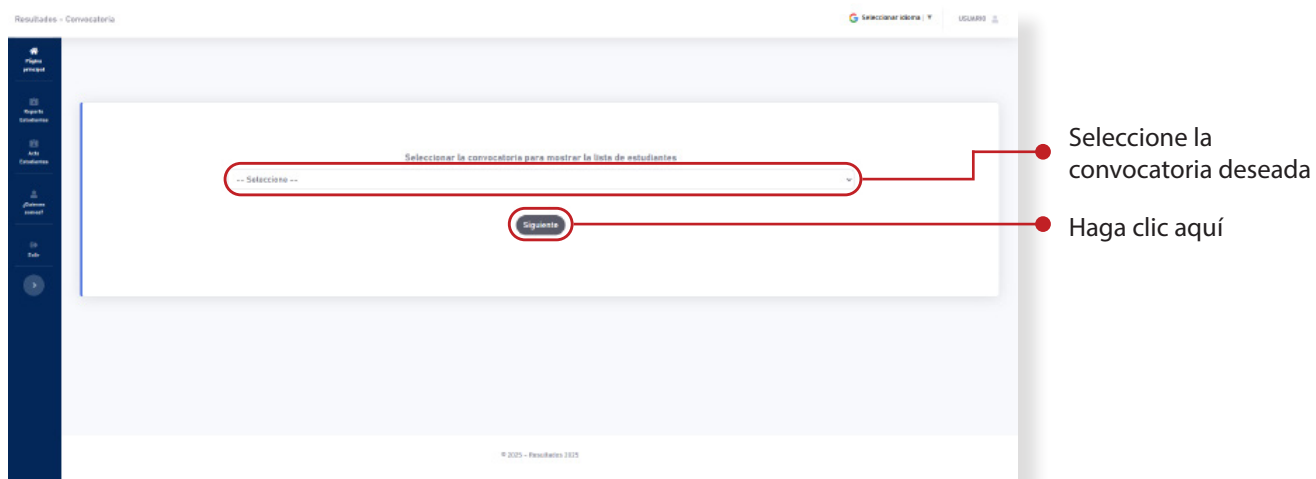 Resultados - Convocatoria
Seleccionar idioma | ▼
USUARIO
Página
principal
Reporte
Estudiantes
Acta
Estudiantes
¿Quiénes
somos?
Salir
Seleccionar la convocatoria para mostrar la lista de estudiantes
-- Seleccione --
Siguiente
Seleccione la
convocatoria deseada
Haga clic aquí
© 2025 - Resultados 2025